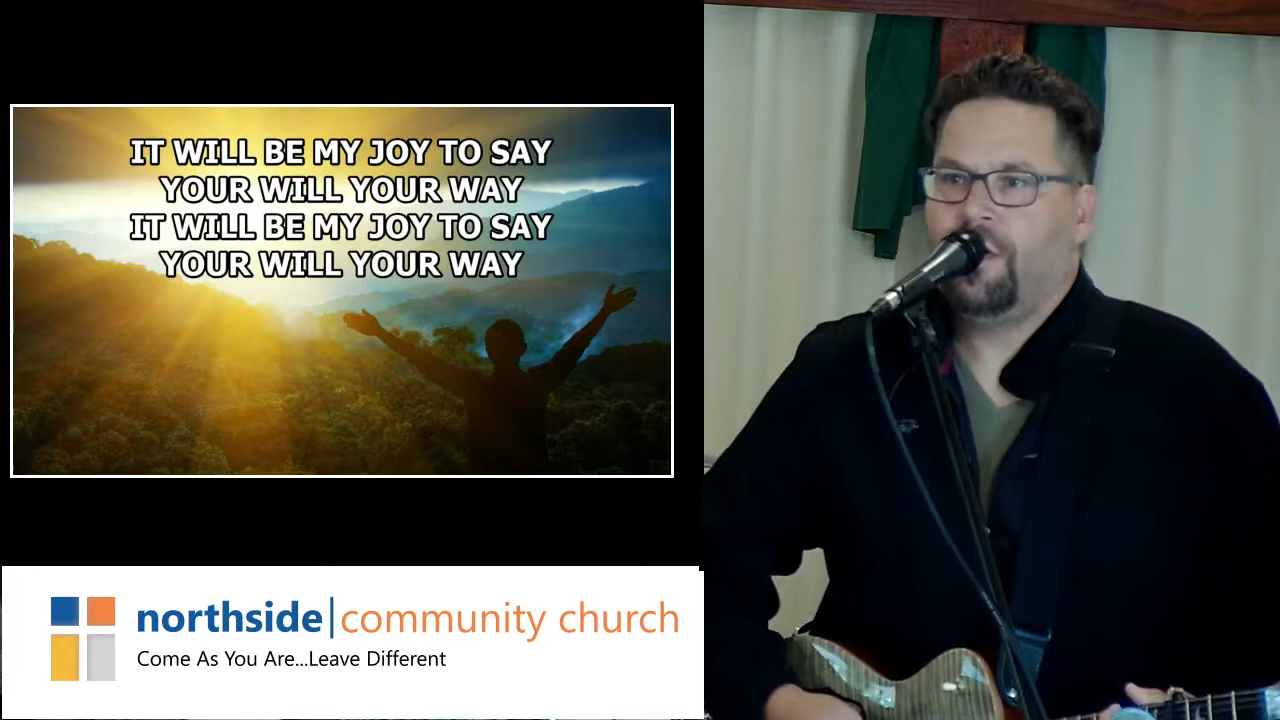 IT WILL BE MY JOY TO SAY
YOUR WILL YOUR WAY
IT WILL BE MY JOY TO SAY
YOUR WILL YOUR WAY
northside|community church
Come As You Are...Leave Different